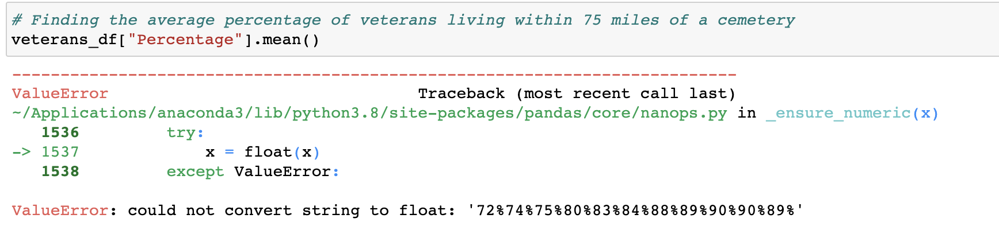 # Finding the average percentage of veterans living within 75 miles of a cemetery
veterans_df["Percentage"].mean()
---------------------------------------------------------------------------
ValueError                                Traceback (most recent call last)
~/Applications/anaconda3/lib/python3.8/site-packages/pandas/core/nanops.py in _ensure_numeric(x)
   1536         try:
-> 1537             x = float(x)
   1538         except ValueError:
ValueError: could not convert string to float: '72%74%75%80%83%84%88%89%90%90%89%'